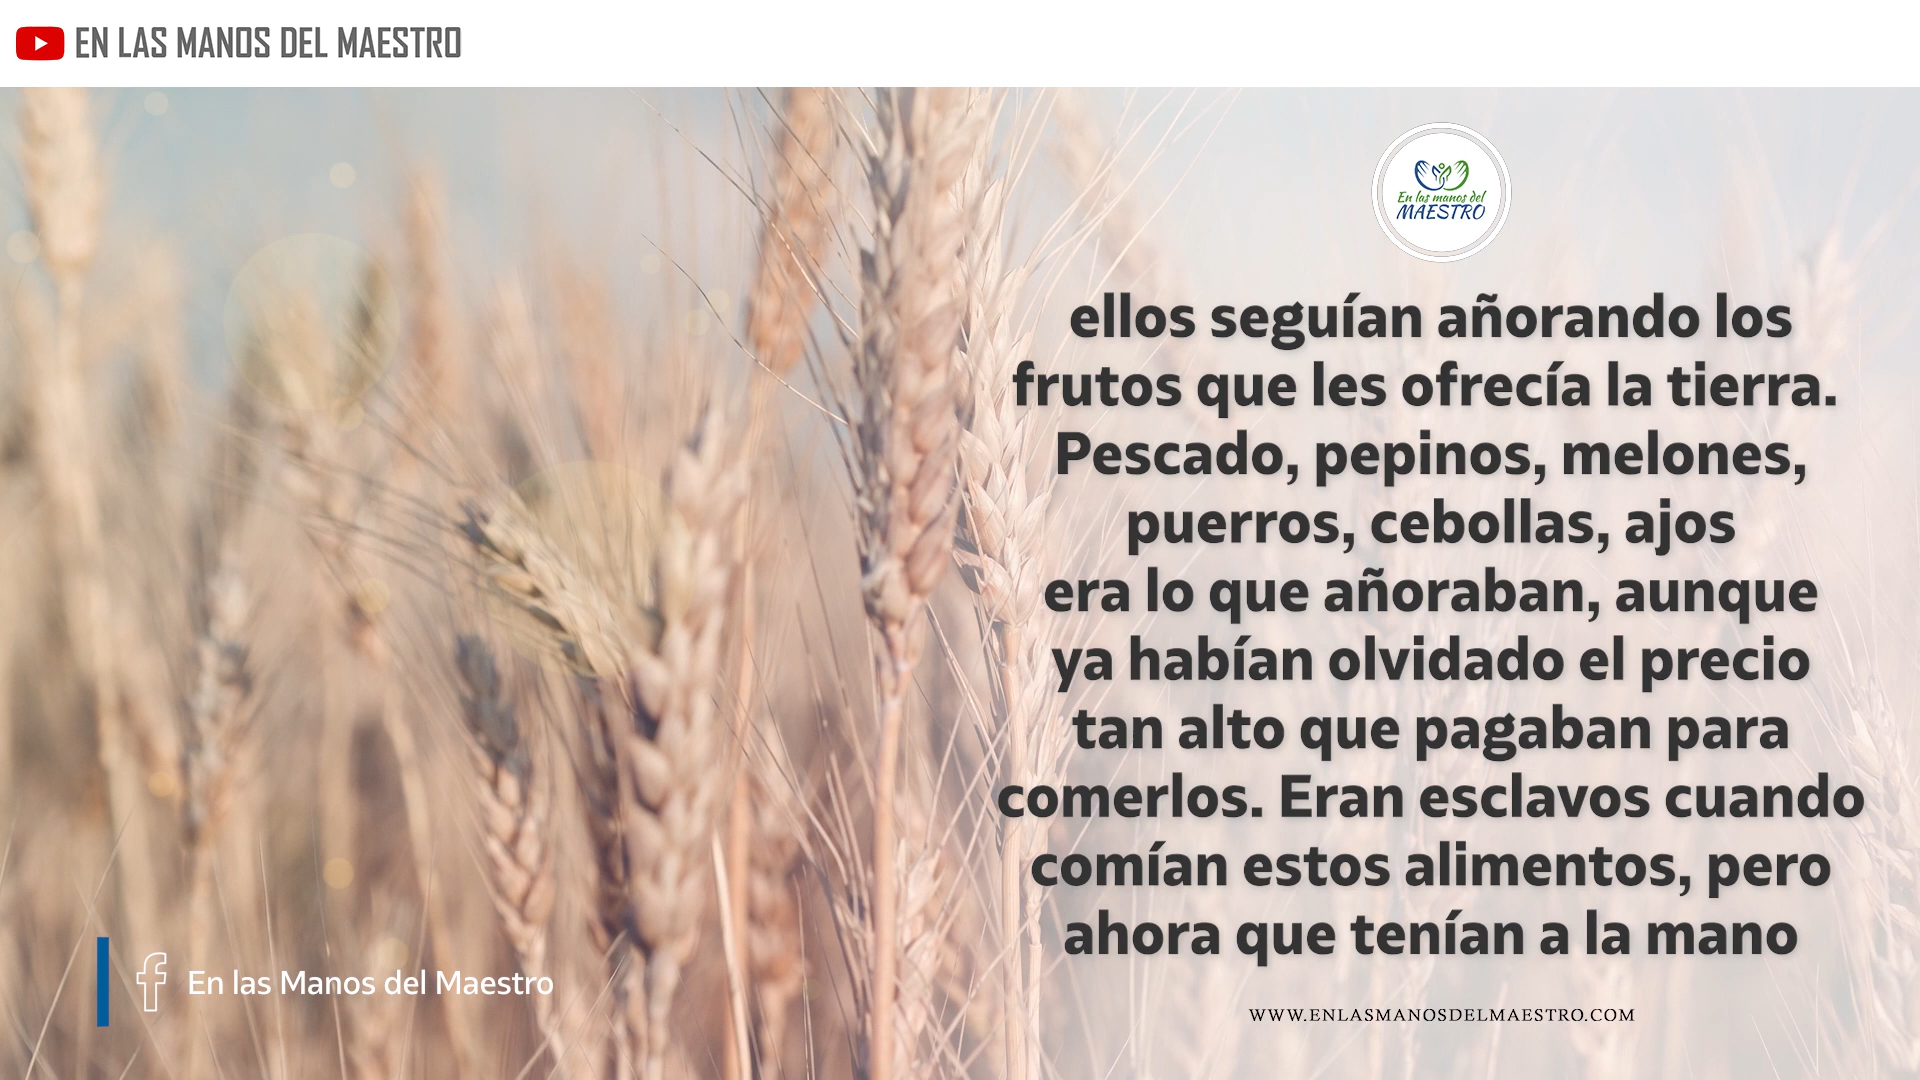 EN LAS MANOS DEL MAESTRO
En las manos del
MAESTRO
ellos seguían añorando los
frutos que les ofrecía la tierra.
Pescado, pepinos, melones,
puerros, cebollas, ajos
era lo que añoraban, aunque
ya habían olvidado el precio
tan alto que pagaban para
comerlos. Eran esclavos cuando
comían estos alimentos, pero
ahora que tenían a la mano
En las Manos del Maestro
WWW.ENLASMANOSDELMAESTRO.COM